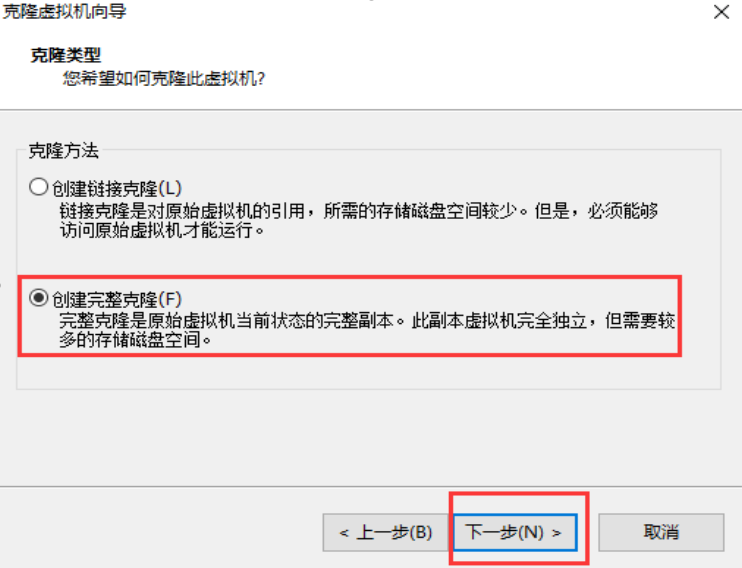 克隆虚拟机向导
克隆类型
您希望如何克隆此虚拟机?
克隆方法
创建链接克隆(L)
链接克隆是对原始虚拟机的引用，所需的存储磁盘空间较少。但是，必须能够
访问原始虚拟机才能运行。
创建完整克隆(F)
完整克隆是原始虚拟机当前状态的完整副本。此副本虚拟机完全独立，但需要较
多的存储磁盘空间。
< 上一步(B) 下一步(N) > 取消